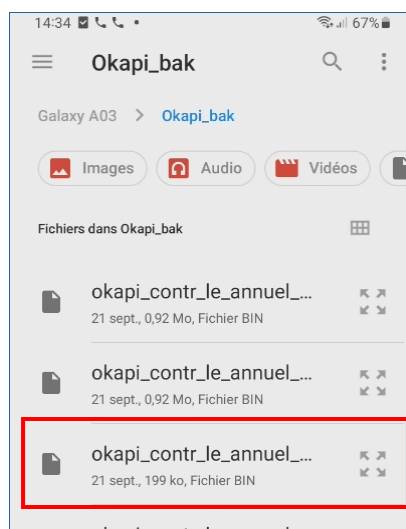 14:34 67%
Okapi_bak
Galaxy A03 > Okapi_bak
Images Audio Vidéos
Fichiers dans Okapi_bak
okapi_contr_le_annuel_...
21 sept., 0,92 Mo, Fichier BIN
okapi_contr_le_annuel_...
21 sept., 0,92 Mo, Fichier BIN
okapi_contr_le_annuel_...
21 sept., 199 ko, Fichier BIN